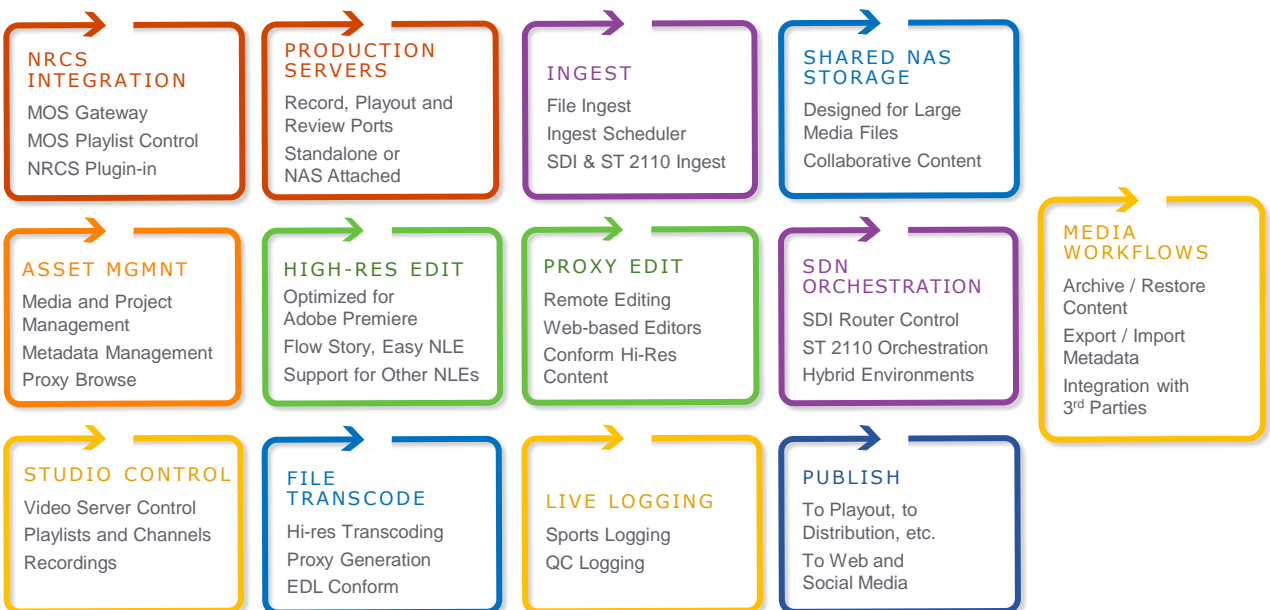 NRCS
INTEGRATION
MOS Gateway
MOS Playlist Control
NRCS Plugin-in
PRODUCTION
SERVERS
Record, Playout and
Review Ports
Standalone or
NAS Attached
INGEST
File Ingest
Ingest Scheduler
SDI & ST 2110 Ingest
SHARED NAS
STORAGE
Designed for Large
Media Files
Collaborative Content
ASSET MGMNT
Media and Project
Management
Metadata Management
Proxy Browse
HIGH-RES EDIT
Optimized for
Adobe Premiere
Flow Story, Easy NLE
Support for Other NLEs
PROXY EDIT
Remote Editing
Web-based Editors
Conform Hi-Res
Content
SDN
ORCHESTRATION
SDI Router Control
ST 2110 Orchestration
Hybrid Environments
MEDIA
WORKFLOWS
Archive / Restore
Content
Export / Import
Metadata
Integration with
3rd Parties
STUDIO CONTROL
Video Server Control
Playlists and Channels
Recordings
FILE
TRANSCODE
Hi-res Transcoding
Proxy Generation
EDL Conform
LIVE LOGGING
Sports Logging
QC Logging
PUBLISH
To Playout, to
Distribution, etc.
To Web and
Social Media